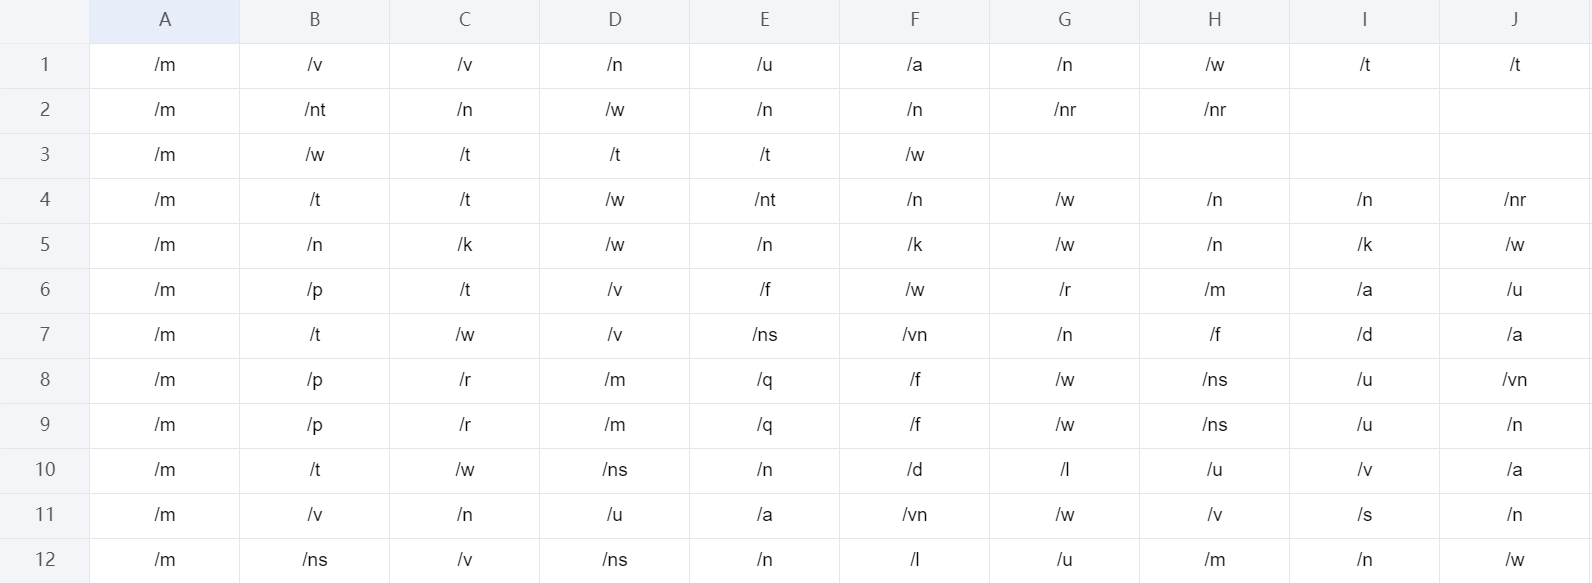 A B C D E F G H I J
1 /m /v /v /n /u /a /n /w /t /t
2 /m /nt /n /w /n /n /nr /nr
3 /m /w /t /t /t /w
4 /m /t /t /w /nt /n /w /n /n /nr
5 /m /n /k /w /n /k /w /n /k /w
6 /m /p /t /v /f /w /r /m /a /u
7 /m /t /w /v /ns /vn /n /f /d /a
8 /m /p /r /m /q /f /w /ns /u /vn
9 /m /p /r /m /q /f /w /ns /u /n
10 /m /t /w /ns /n /d /l /u /v /a
11 /m /v /n /u /a /vn /w /v /s /n
12 /m /ns /v /ns /n /l /u /m /n /w